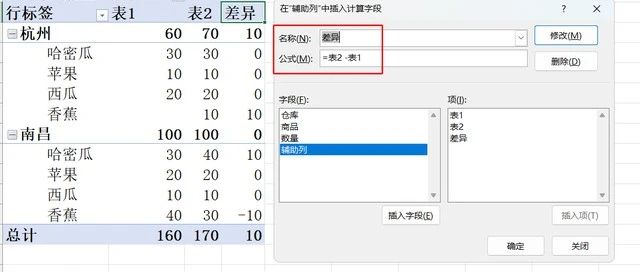 行标签 表1 表2 差异
杭州 60 70 10
哈密瓜 30 30 0
苹果 10 10 0
西瓜 20 20 0
香蕉 10 10
南昌 100 100 0
哈密瓜 30 40 10
苹果 20 20 0
西瓜 10 10 0
香蕉 40 30 -10
总计 160 170 10
在"辅助列"中插入计算字段
名称(N): 差异
修改(M)
公式(M): =表2 -表1
删除(D)
字段(F):
仓库
商品
数量
辅助列
插入字段(E)
项(I):
表1
表2
差异
插入项(T)
确定
关闭